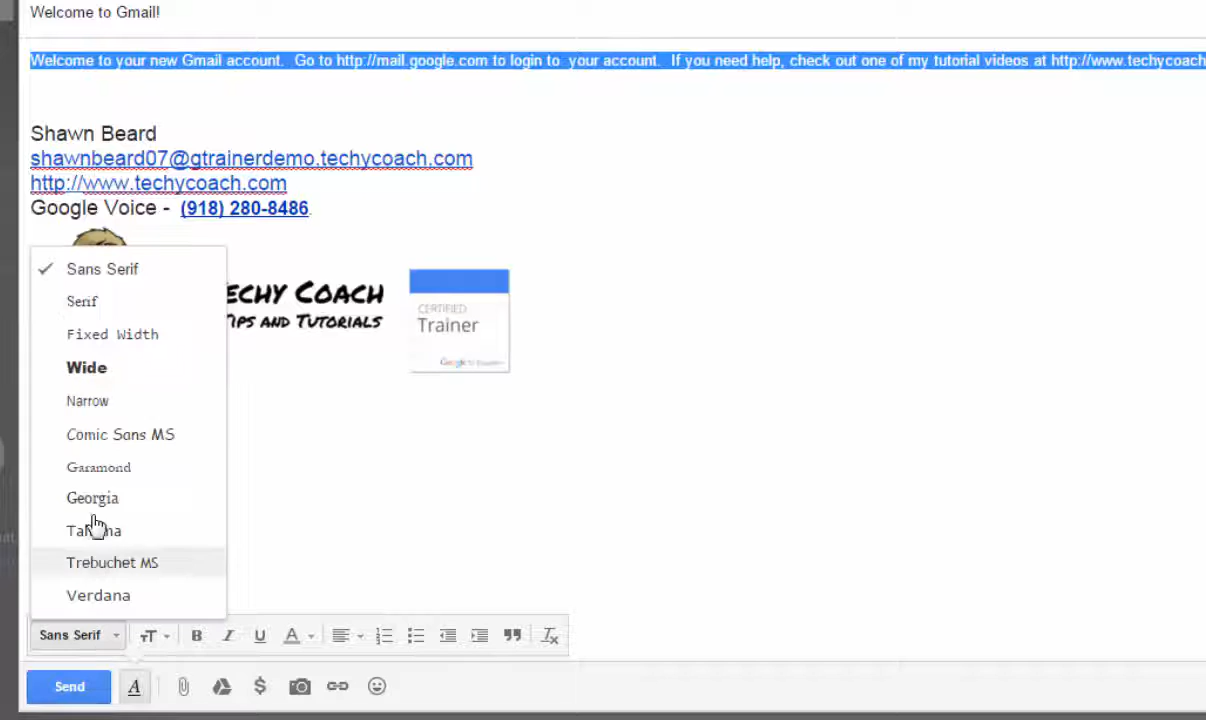 Welcome to Gmail!
Welcome to your new Gmail account.  Go to http://mail.google.com to login to  your account.  If you need help, check out one of my tutorial videos at http://www.techycoach
Shawn Beard
shawnbeard07@gtrainerdemo.techycoach.com
http://www.techycoach.com
Google Voice -  (918) 280-8486
ECHY COACH
TIPS AND TUTORIALS
CERTIFIED
Trainer
Google
Sans Serif
Serif
Fixed Width
Wide
Narrow
Comic Sans MS
Garamond
Georgia
Trebuchet MS
Verdana
Sans Serif
Send